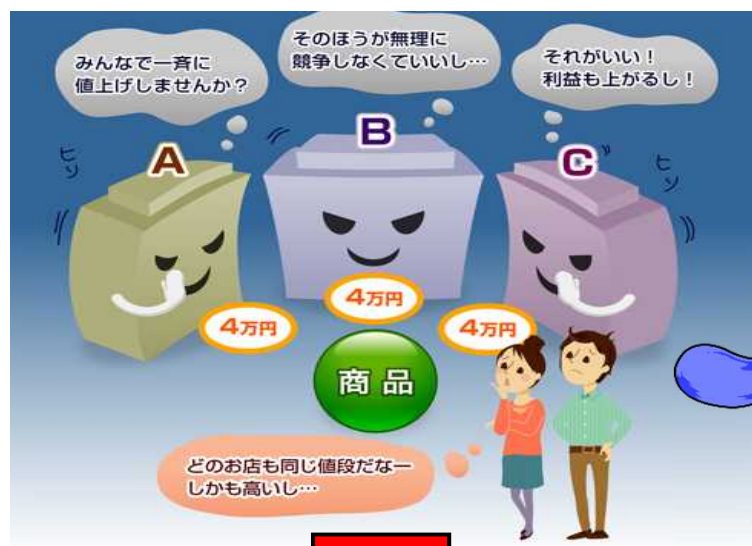 みんなで一斉に
値上げしませんか?
そのほうが無理に
競争しなくていいし…
それがいい!
利益も上がるし!
A
B
C
ヒソ
ヒソ
4万円
4万円
4万円
商品
どのお店も同じ値段だなー
しかも高いし…